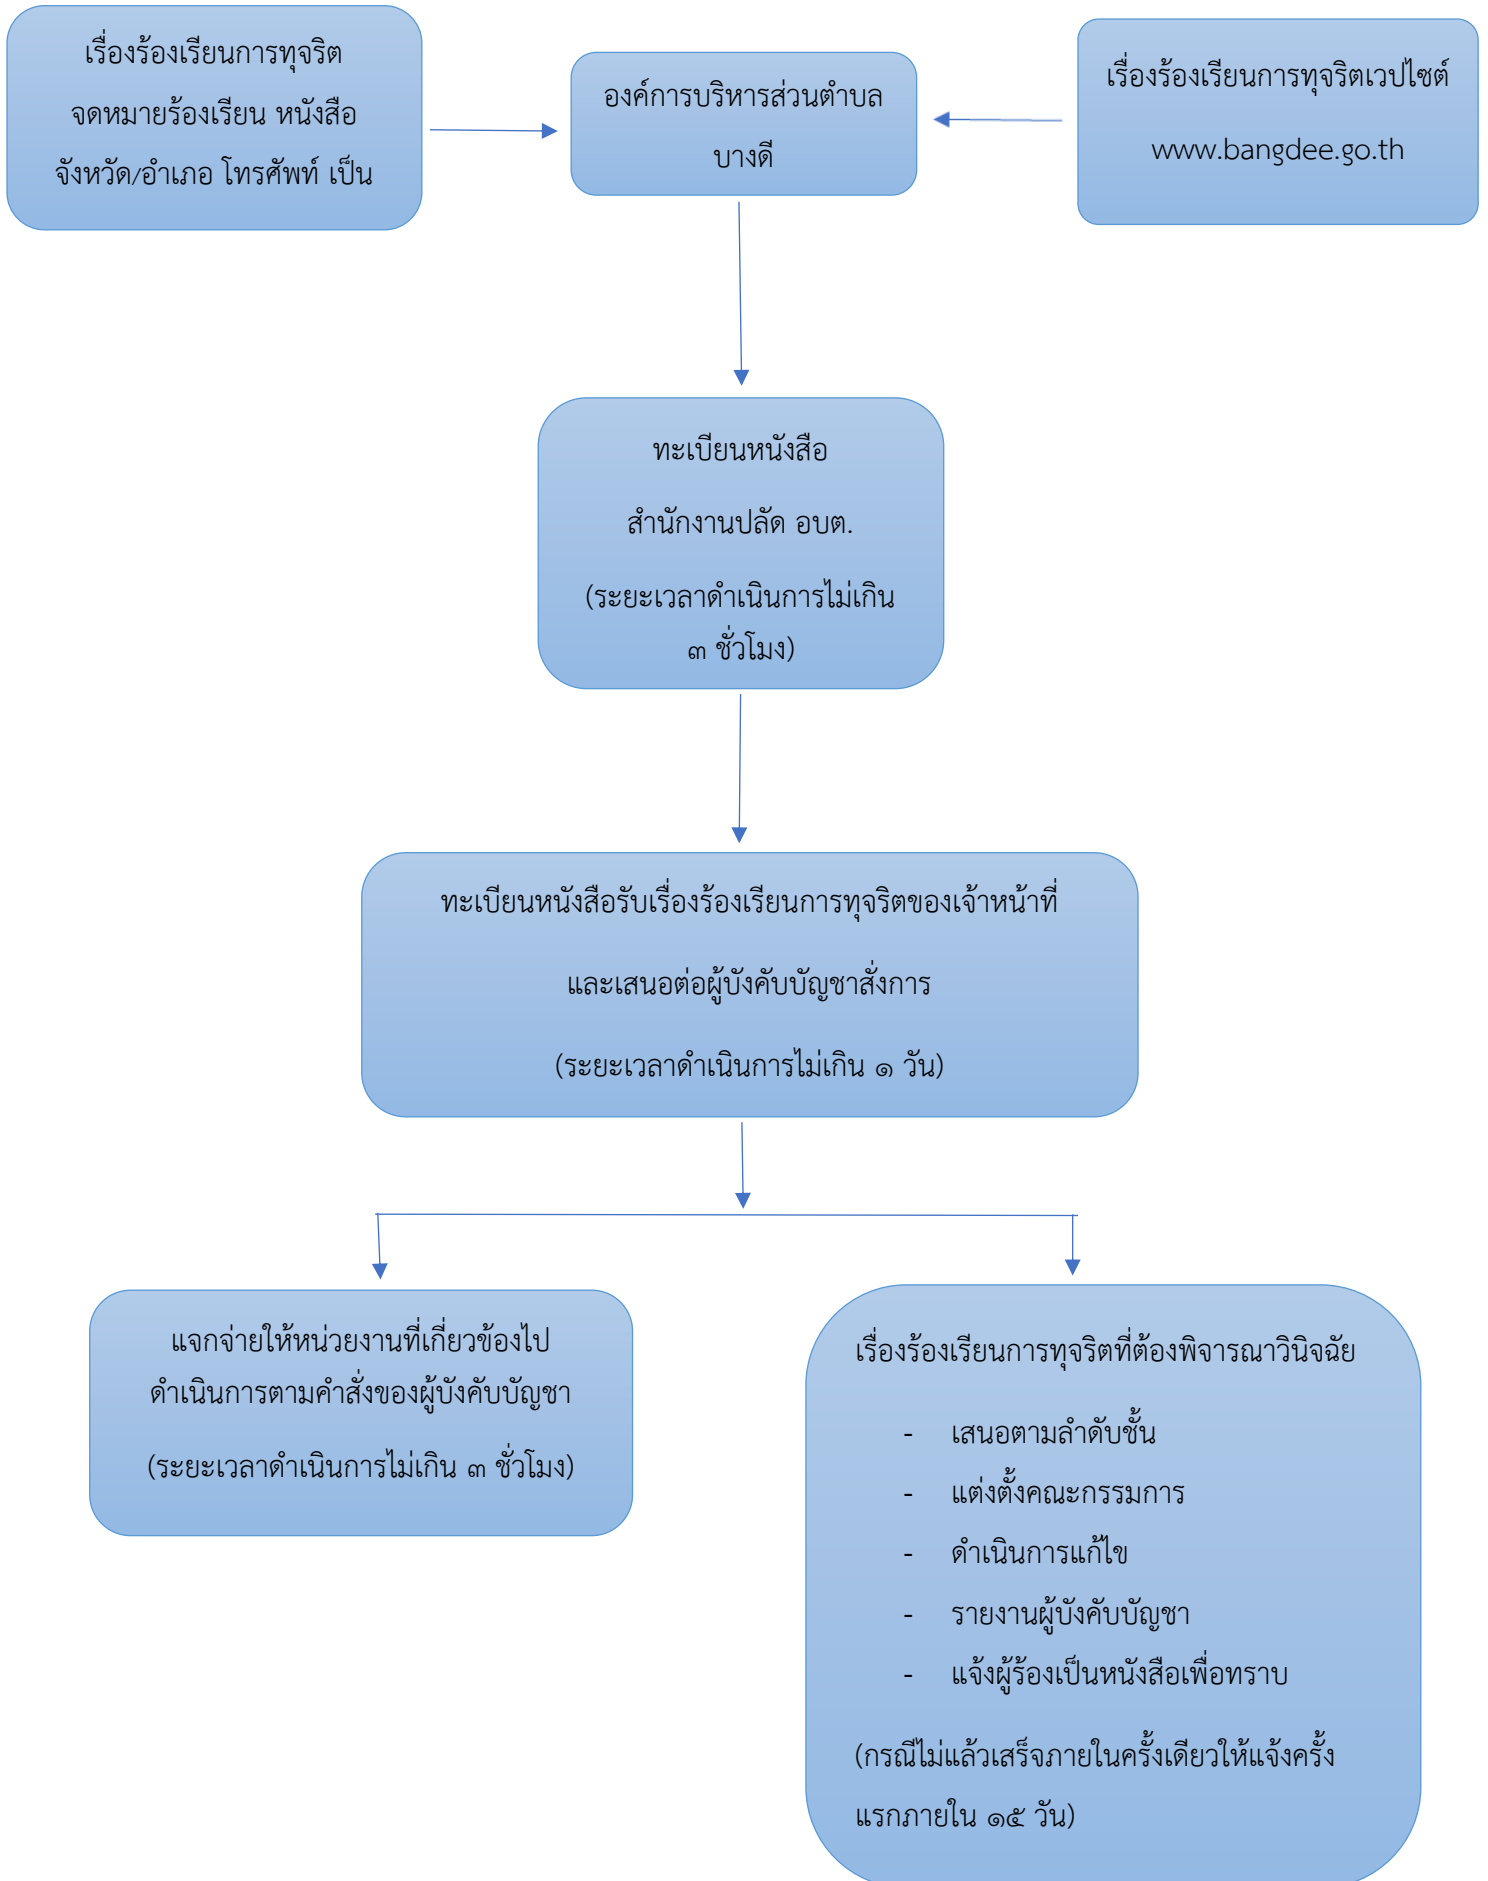 เรื่องร้องเรียนการทุจริต
จดหมายร้องเรียน หนังสือ
จังหวัด/อำเภอ โทรศัพท์ เป็น
องค์การบริหารส่วนตำบล
บางดี
เรื่องร้องเรียนการทุจริตเวปไซต์
www.bangdee.go.th
ทะเบียนหนังสือ
สำนักงานปลัด อบต.
(ระยะเวลาดำเนินการไม่เกิน
๓ ชั่วโมง)
ทะเบียนหนังสือรับเรื่องร้องเรียนการทุจริตของเจ้าหน้าที่
และเสนอต่อผู้บังคับบัญชาสั่งการ
(ระยะเวลาดำเนินการไม่เกิน ๑ วัน)
แจกจ่ายให้หน่วยงานที่เกี่ยวข้องไป
ดำเนินการตามคำสั่งของผู้บังคับบัญชา
(ระยะเวลาดำเนินการไม่เกิน ๓ ชั่วโมง)
เรื่องร้องเรียนการทุจริตที่ต้องพิจารณาวินิจฉัย
- เสนอตามลำดับชั้น
- แต่งตั้งคณะกรรมการ
- ดำเนินการแก้ไข
- รายงานผู้บังคับบัญชา
- แจ้งผู้ร้องเป็นหนังสือเพื่อทราบ
(กรณีไม่แล้วเสร็จภายในครั้งเดียวให้แจ้งครั้ง
แรกภายใน ๑๕ วัน)